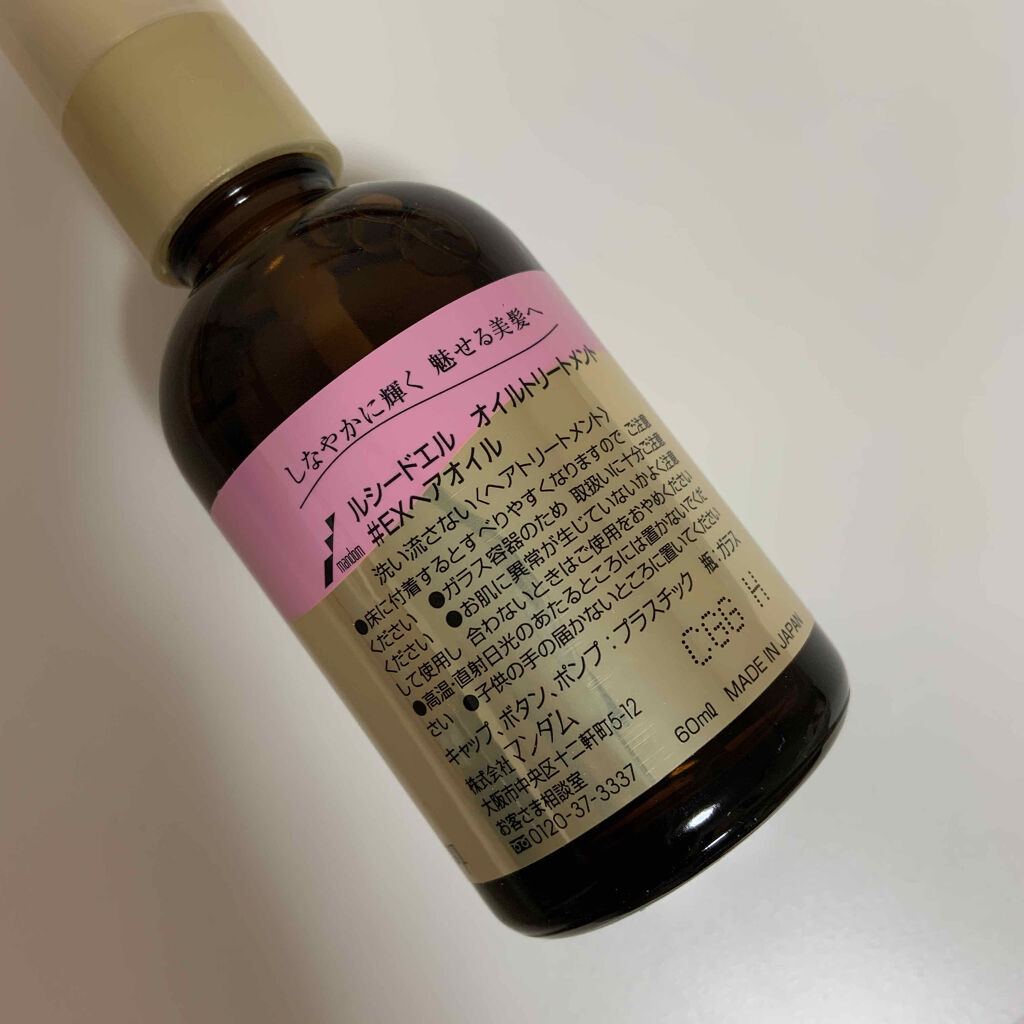 しなやかに輝く 魅せる美髪へ
mandom
ルシードエル オイルトリートメント
#EXヘアオイル
洗い流さない〈ヘアトリートメント〉
●床に付着するとすべりやすくなりますので ご注意
ください ●ガラス容器のため 取扱いに十分ご注意
ください ●お肌に異常が生じていないかよく注意
して使用し 合わないときはご使用をおやめください
●高温・直射日光のあたるところには置かないでくだ
さい ●子供の手の届かないところに置いてください
キャップ、ボタン、ポンプ：プラスチック 瓶：ガラス
株式会社マンダム
大阪市中央区十二軒町5-12
お客さま相談室
0120-37-3337
60mℓ MADE IN JAPAN